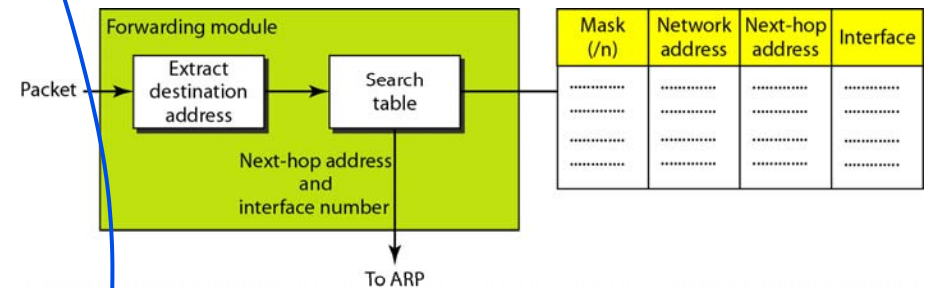 Forwarding module
Packet
Extract
destination
address
Search
table
Next-hop address
and
interface number
To ARP
Mask
(/n)
Network
address
Next-hop
address
Interface
............. ............. ............. .............
............. ............. ............. .............
............. ............. ............. .............
............. ............. ............. .............